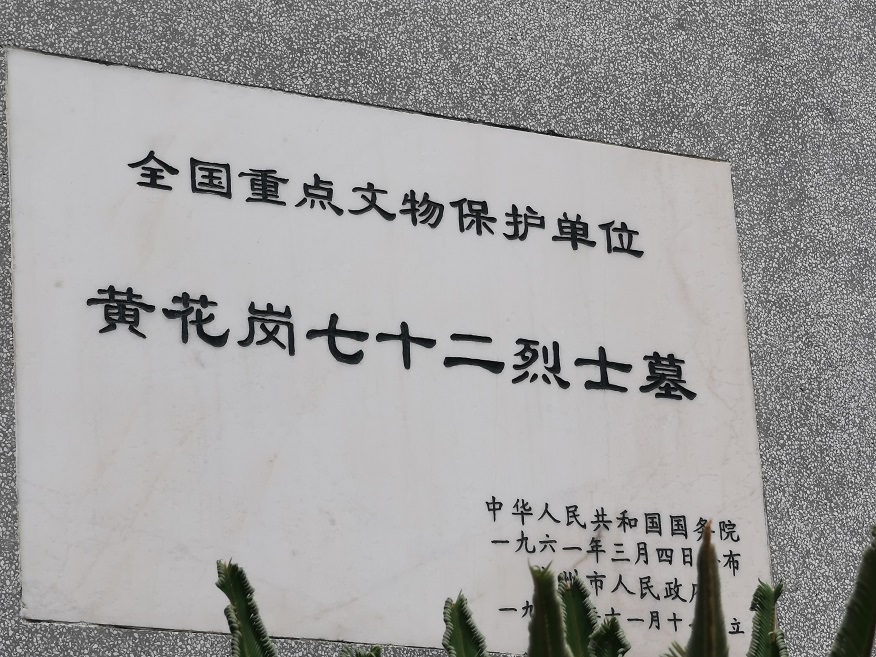 全国重点文物保护单位
黄花岗七十二烈士墓
中华人民共和国国务院
一九六一年三月四日 布
州市人民政府
一九 十一月十 立